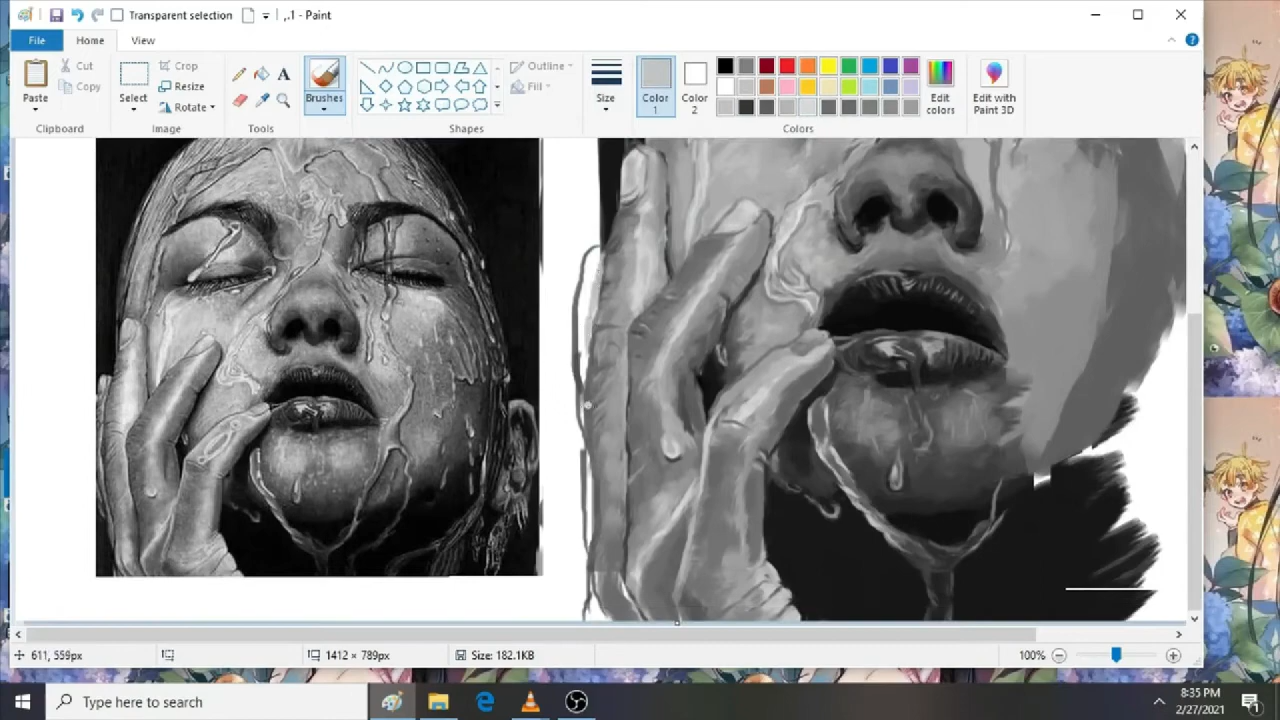 Transparent selection
,.1 - Paint
File
Home
View
Paste
Cut
Copy
Clipboard
Select
Crop
Resize
Rotate
Image
A
Tools
Brushes
Outline
Fill
Shapes
Size
Color
1
Color
2
Edit
colors
Edit with
Paint 3D
Colors
611, 559px
1412 × 789px
Size: 182.1KB
100%
Type here to search
8:35 PM
2/27/2021